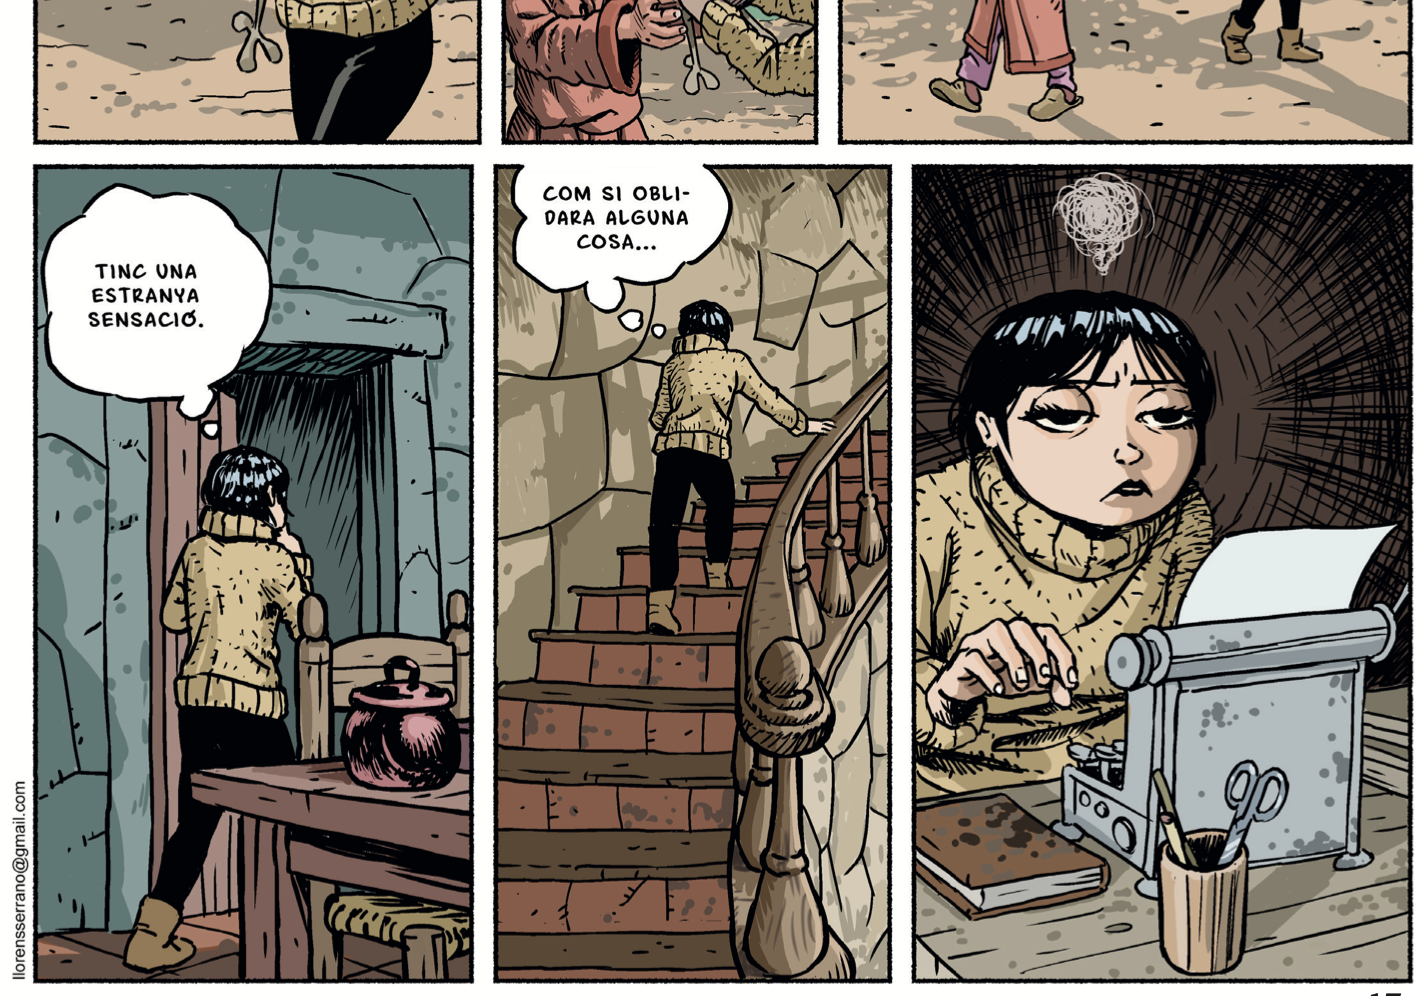 TINC UNA
ESTRANYA
SENSACIÓ.
COM SI OBLI-
DARA ALGUNA
COSA...
llorensserrano@gmail.com